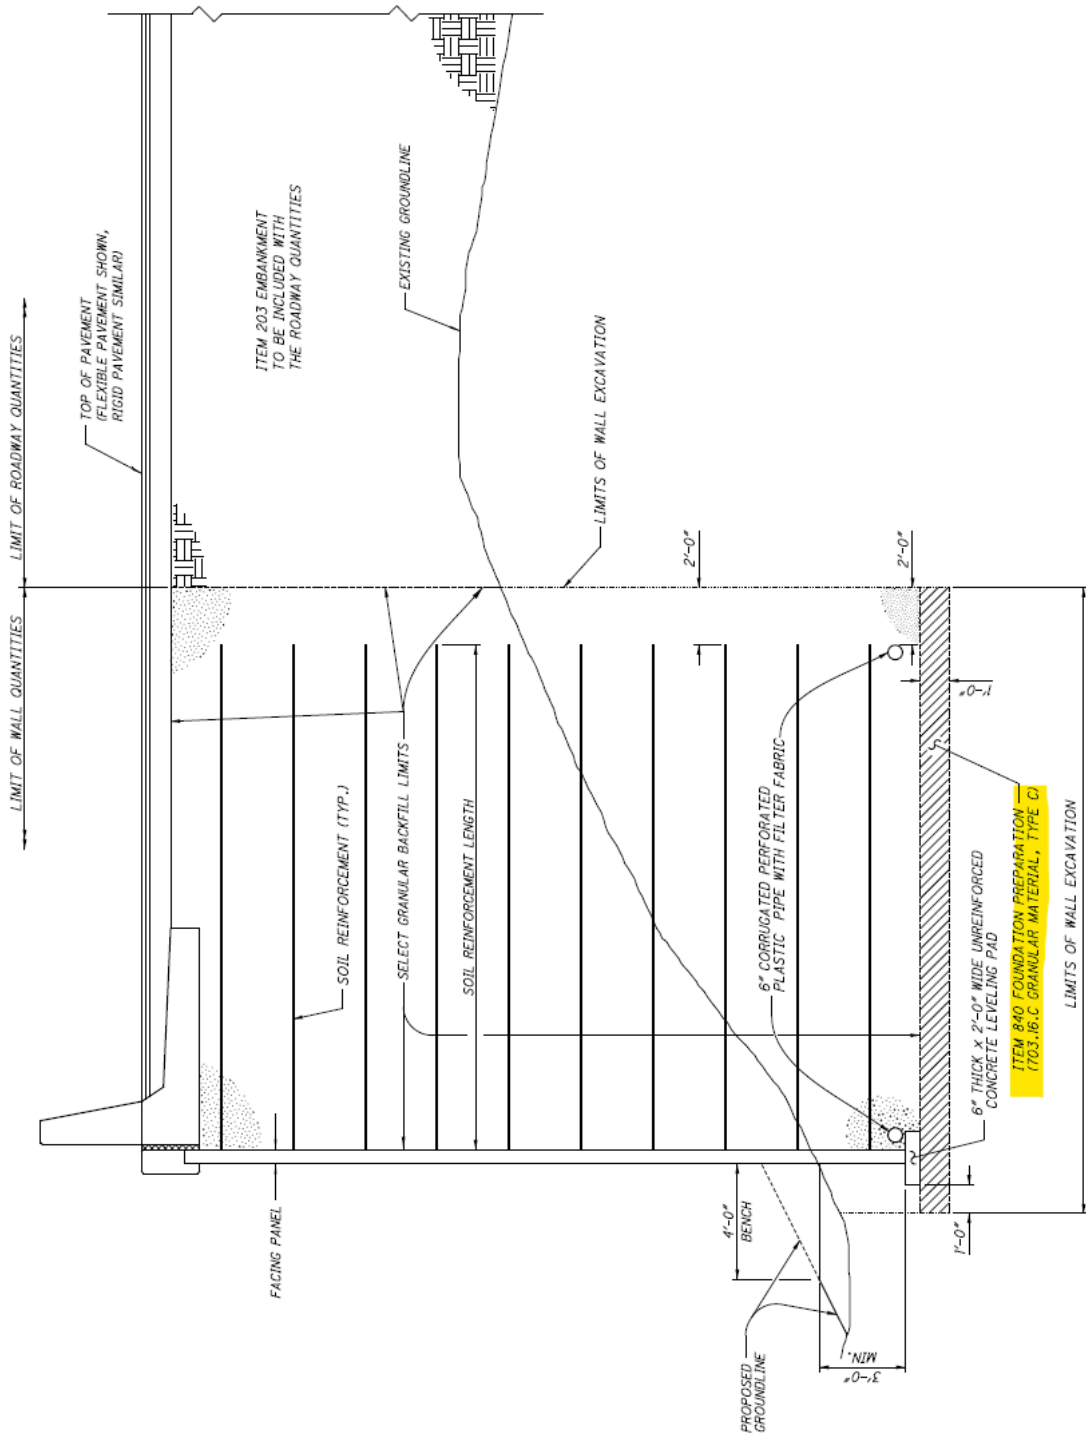 LIMIT OF WALL QUANTITIES
LIMIT OF ROADWAY QUANTITIES
TOP OF PAVEMENT
(FLEXIBLE PAVEMENT SHOWN,
RIGID PAVEMENT SIMILAR)
ITEM 203 EMBANKMENT
TO BE INCLUDED WITH
THE ROADWAY QUANTITIES
EXISTING GROUNDLINE
LIMITS OF WALL EXCAVATION
FACING PANEL
SOIL REINFORCEMENT (TYP.)
SELECT GRANULAR BACKFILL LIMITS
SOIL REINFORCEMENT LENGTH
2'-0"
4'-0"
BENCH
6" CORRUGATED PERFORATED
PLASTIC PIPE WITH FILTER FABRIC
PROPOSED
GROUNDLINE
3'-0"
MIN.
1'-0"
2'-0"
1'-0"
6" THICK x 2'-0" WIDE UNREINFORCED
CONCRETE LEVELING PAD
ITEM 840 FOUNDATION PREPARATION
(703.16.C GRANULAR MATERIAL, TYPE C)
LIMITS OF WALL EXCAVATION